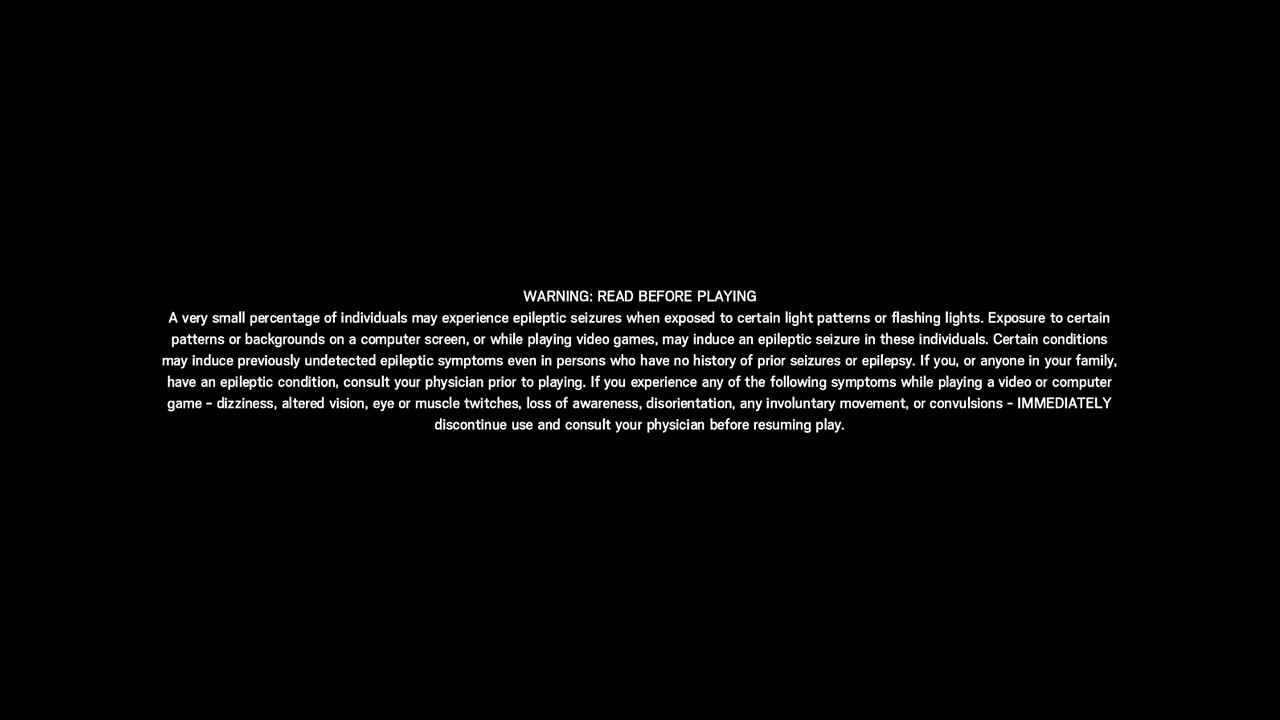 WARNING: READ BEFORE PLAYING
A very small percentage of individuals may experience epileptic seizures when exposed to certain light patterns or flashing lights. Exposure to certain
patterns or backgrounds on a computer screen, or while playing video games, may induce an epileptic seizure in these individuals. Certain conditions
may induce previously undetected epileptic symptoms even in persons who have no history of prior seizures or epilepsy. If you, or anyone in your family,
have an epileptic condition, consult your physician prior to playing. If you experience any of the following symptoms while playing a video or computer
game - dizziness, altered vision, eye or muscle twitches, loss of awareness, disorientation, any involuntary movement, or convulsions - IMMEDIATELY
discontinue use and consult your physician before resuming play.